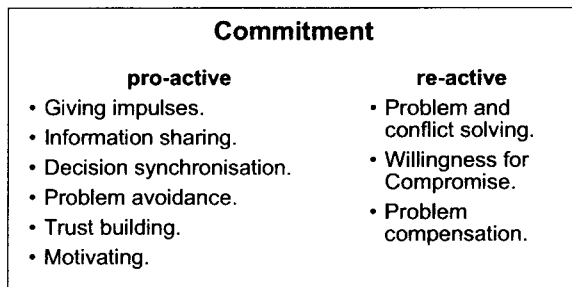 Commitment
pro-active
• Giving impulses.
• Information sharing.
• Decision synchronisation.
• Problem avoidance.
• Trust building.
• Motivating.
re-active
• Problem and
conflict solving.
• Willingness for
Compromise.
• Problem
compensation.